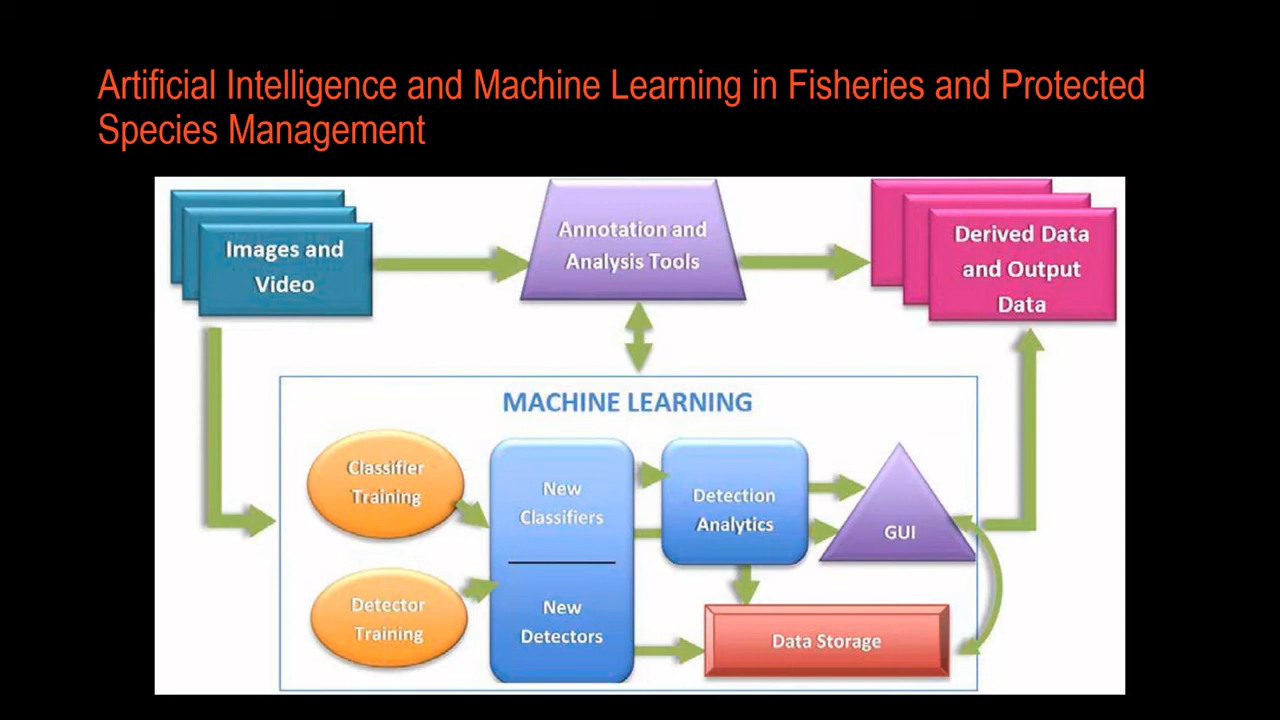 Artificial Intelligence and Machine Learning in Fisheries and Protected
Species Management
Images and
Video
Annotation and
Analysis Tools
Derived Data
and Output
Data
MACHINE LEARNING
Classifier
Training
New
Classifiers
Detection
Analytics
GUI
Detector
Training
New
Detectors
Data Storage